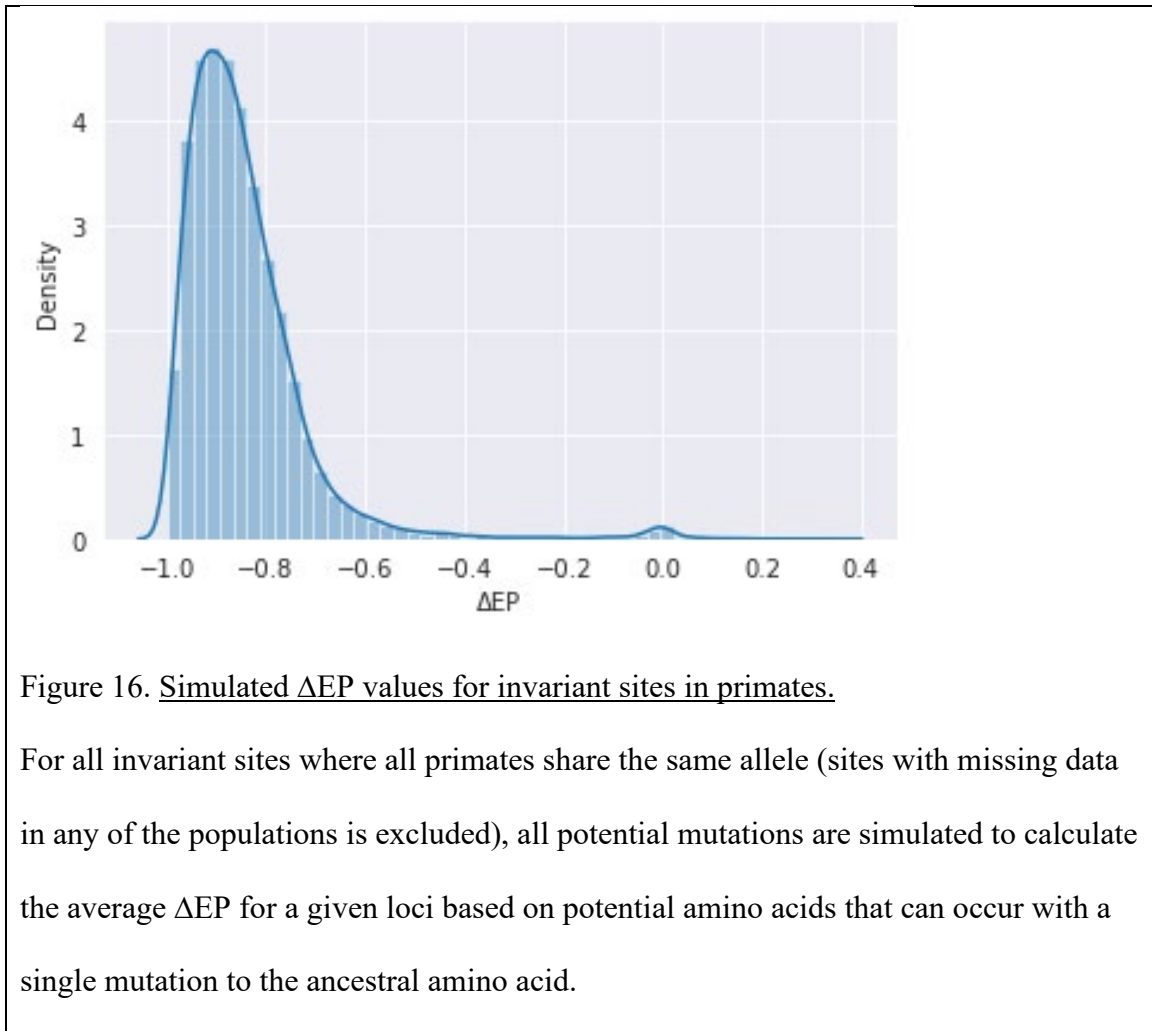 4
3
2
1
0
Density
−1.0 −0.8 −0.6 −0.4 −0.2 0.0 0.2 0.4
ΔEP
Figure 16. Simulated ΔEP values for invariant sites in primates.
For all invariant sites where all primates share the same allele (sites with missing data
in any of the populations is excluded), all potential mutations are simulated to calculate
the average ΔEP for a given loci based on potential amino acids that can occur with a
single mutation to the ancestral amino acid.